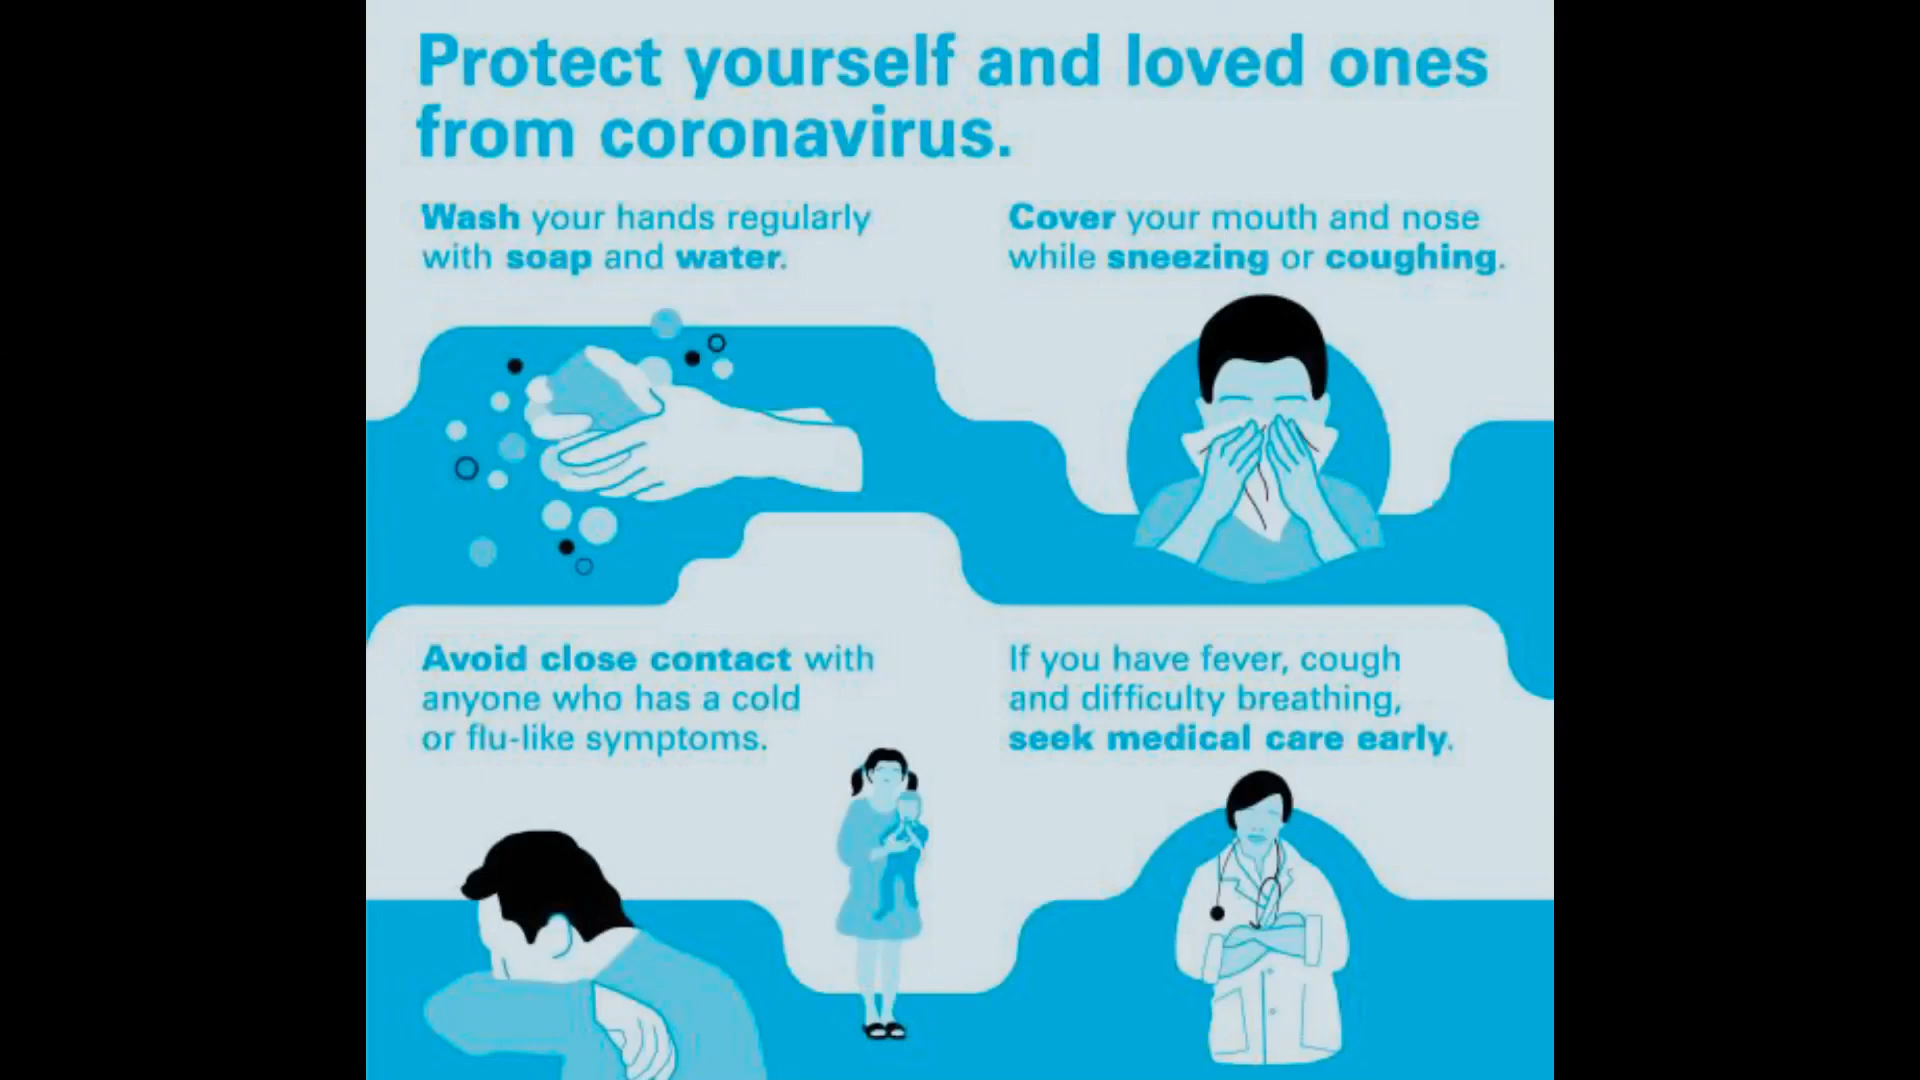 Protect yourself and loved ones
from coronavirus.
Wash your hands regularly
with soap and water.
Cover your mouth and nose
while sneezing or coughing.
Avoid close contact with
anyone who has a cold
or flu-like symptoms.
If you have fever, cough
and difficulty breathing,
seek medical care early.